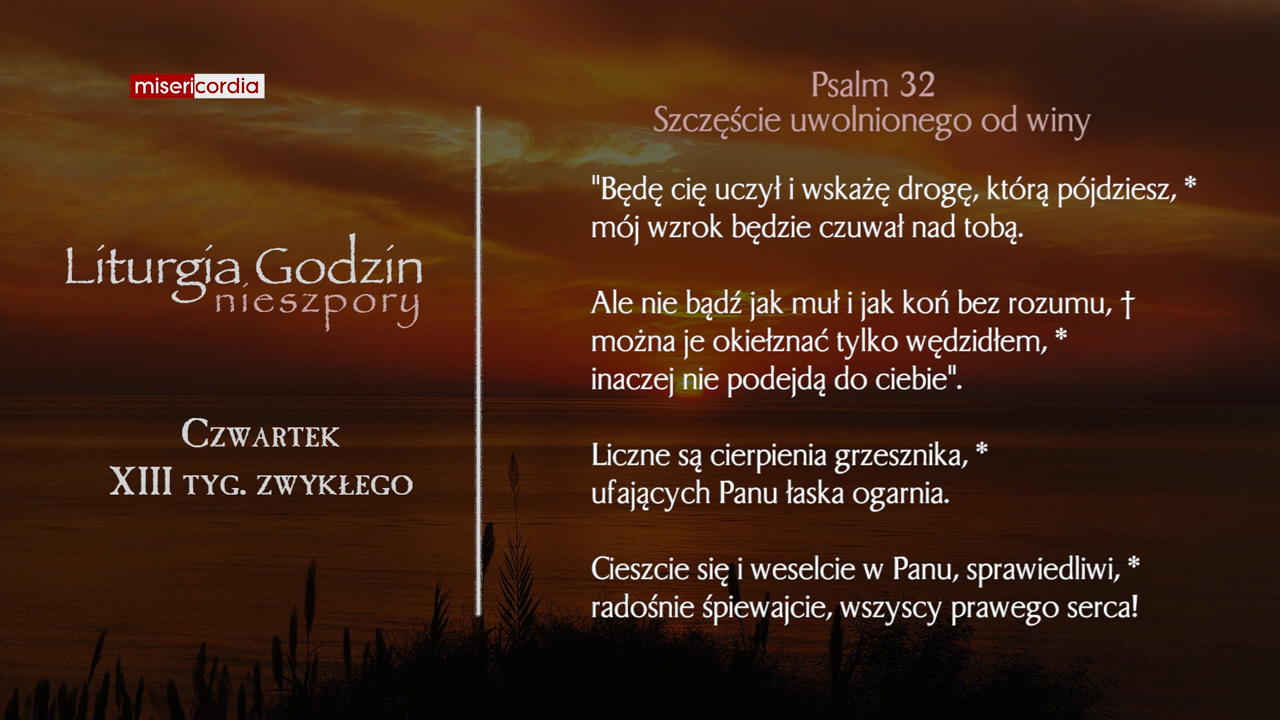 misericordia
Liturgia Godzin
nieszpory
Czwartek
XIII tyg. zwykłego
Psalm 32
Szczęście uwolnionego od winy
"Będę cię uczył i wskażę drogę, którą pójdziesz, *
mój wzrok będzie czuwał nad tobą.
Ale nie bądź jak muł i jak koń bez rozumu, †
można je okiełznać tylko wędzidłem, *
inaczej nie podejdą do ciebie".
Liczne są cierpienia grzesznika, *
ufających Panu łaska ogarnia.
Cieszcie się i weselcie w Panu, sprawiedliwi, *
radośnie śpiewajcie, wszyscy prawego serca!